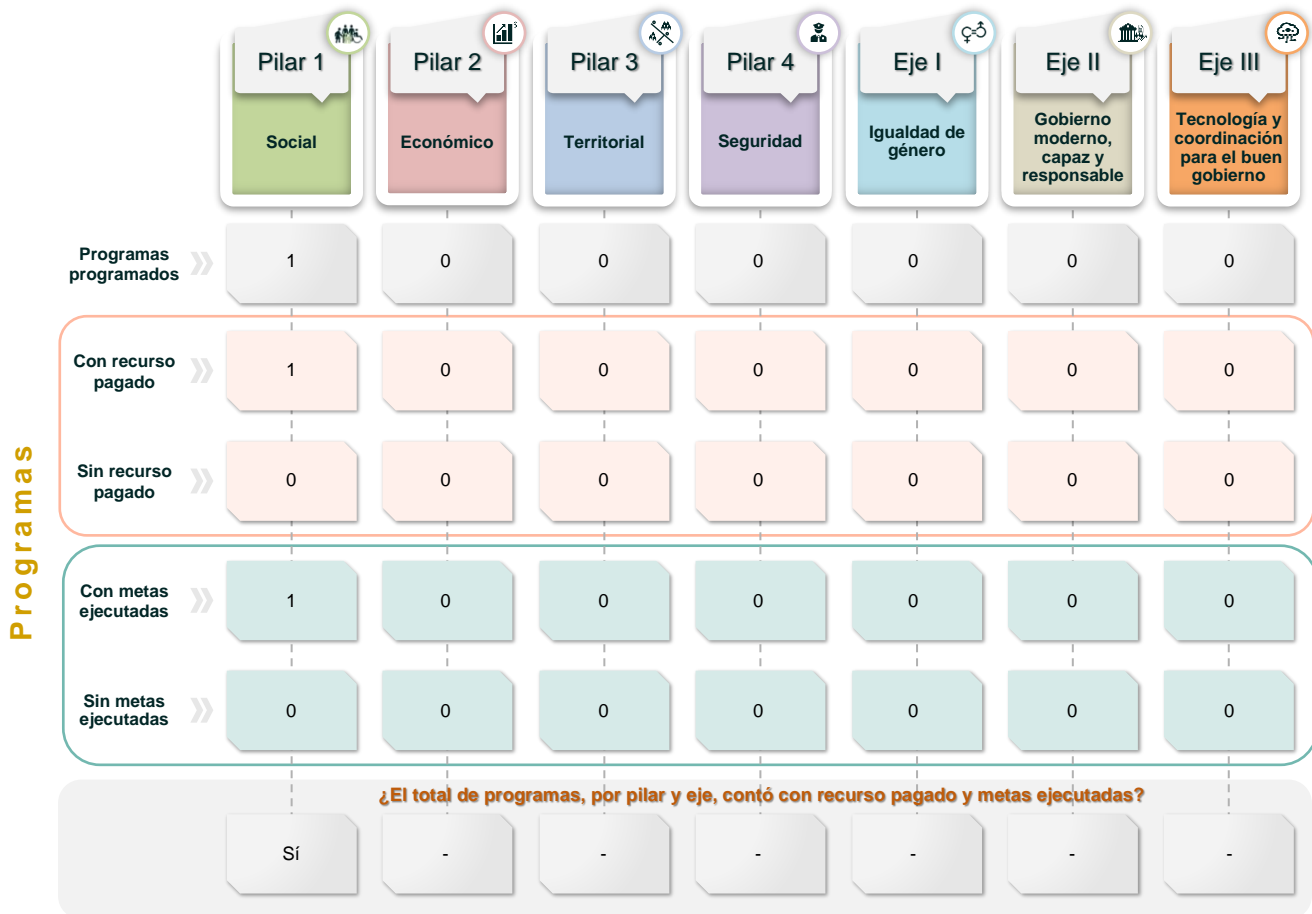 Pilar 1
Pilar 2
Pilar 3
Pilar 4
Eje I
Eje II
Eje III
Social
Económico
Territorial
Seguridad
Igualdad de
género
Gobierno
moderno,
capaz y
responsable
Tecnología y
coordinación
para el buen
gobierno
Programas
Programas
programados
1 0 0 0 0 0 0
Con recurso
pagado
1 0 0 0 0 0 0
Sin recurso
pagado
0 0 0 0 0 0 0
Con metas
ejecutadas
1 0 0 0 0 0 0
Sin metas
ejecutadas
0 0 0 0 0 0 0
¿El total de programas, por pilar y eje, contó con recurso pagado y metas ejecutadas?
Sí - - - - - -